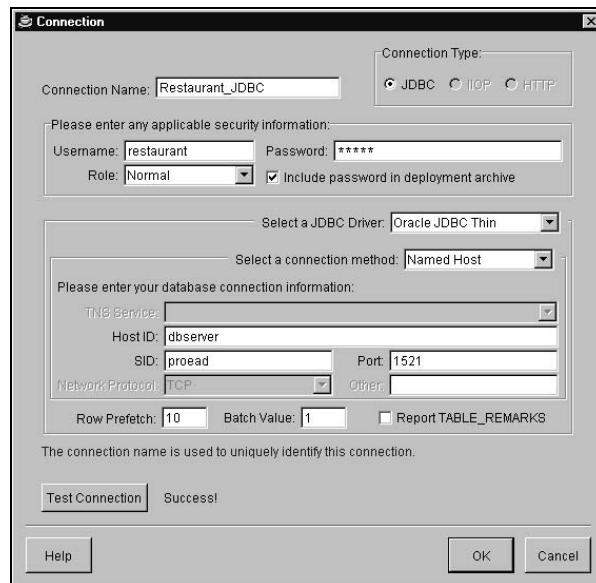 Connection
Connection Type:
Connection Name: Restaurant_JDBC
JDBC IIOP HTTP
Please enter any applicable security information:
Username: restaurant Password: *****
Role: Normal Include password in deployment archive
Select a JDBC Driver: Oracle JDBC Thin
Select a connection method: Named Host
Please enter your database connection information:
TNS Service:
Host ID: dbserver
SID: proead Port: 1521
Network Protocol: TCP Other:
Row Prefetch: 10 Batch Value: 1 Report TABLE_REMARKS
The connection name is used to uniquely identify this connection.
Test Connection Success!
Help OK Cancel